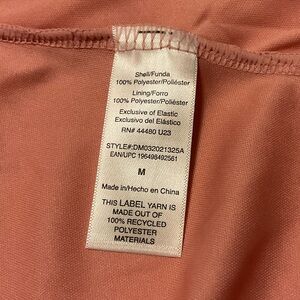 Shell/Funda
100% Polyester/Poliéster
Lining/Forro
100% Polyester/Poliéster
Exclusive of Elastic
Exclusivo del Elástico
RN# 44480 U23
STYLE#:DM032021325A
EAN/UPC 196498492561
M
Made in/Hecho en China
THIS LABEL YARN IS
MADE OUT OF
100% RECYCLED
POLYESTER
MATERIALS